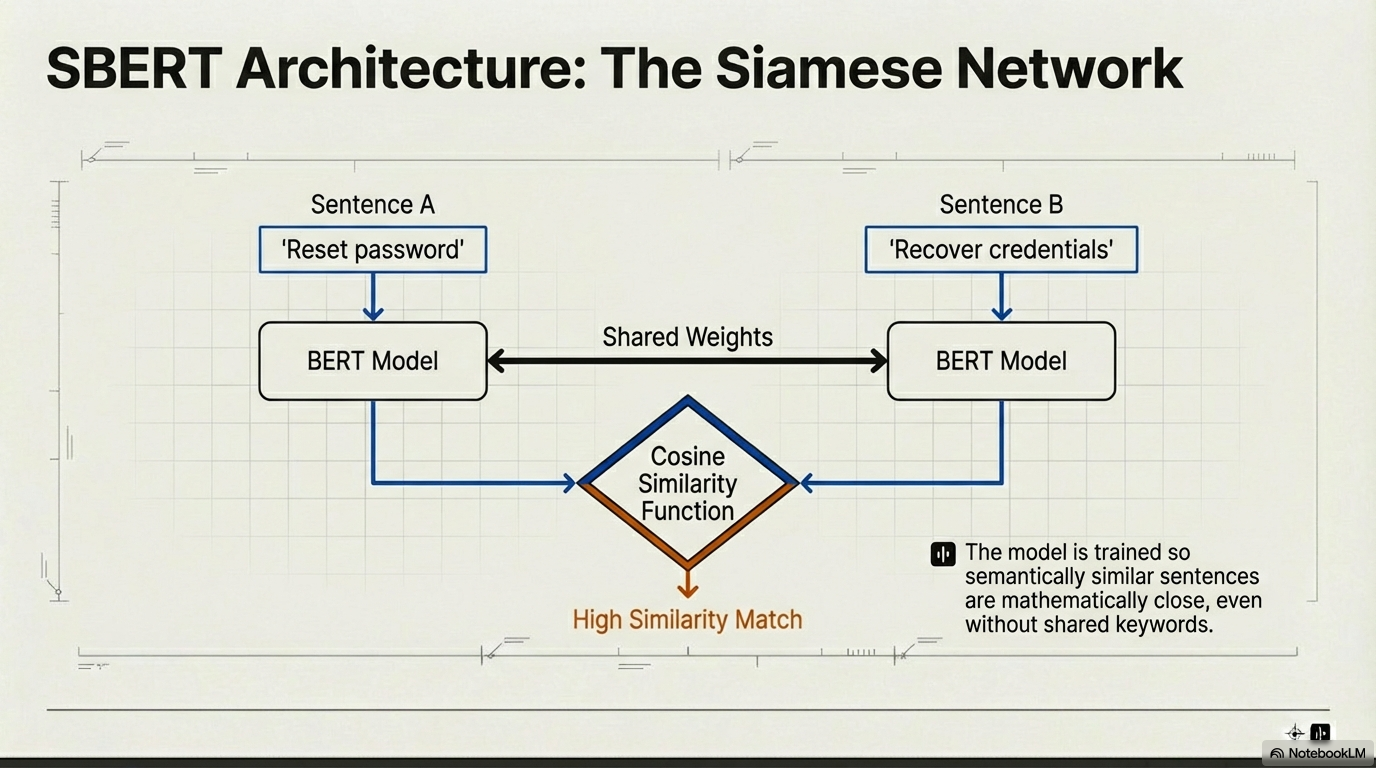 SBERT Architecture: The Siamese Network
Sentence A
'Reset password'
BERT Model
Shared Weights
Sentence B
'Recover credentials'
BERT Model
Cosine
Similarity
Function
High Similarity Match
The model is trained so
semantically similar sentences
are mathematically close, even
without shared keywords.
NotebookLM